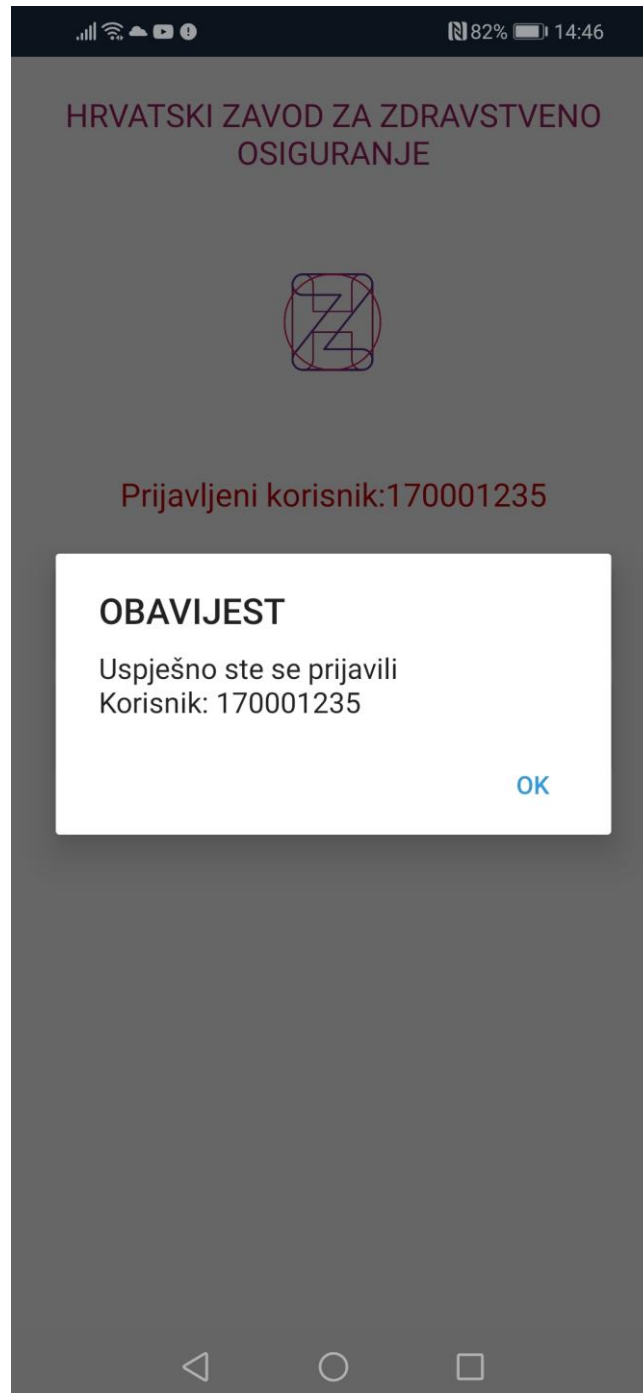 82% 14:46
HRVATSKI ZAVOD ZA ZDRAVSTVENO
OSIGURANJE
Prijavljeni korisnik:170001235
OBAVIJEST
Uspješno ste se prijavili
Korisnik: 170001235
OK